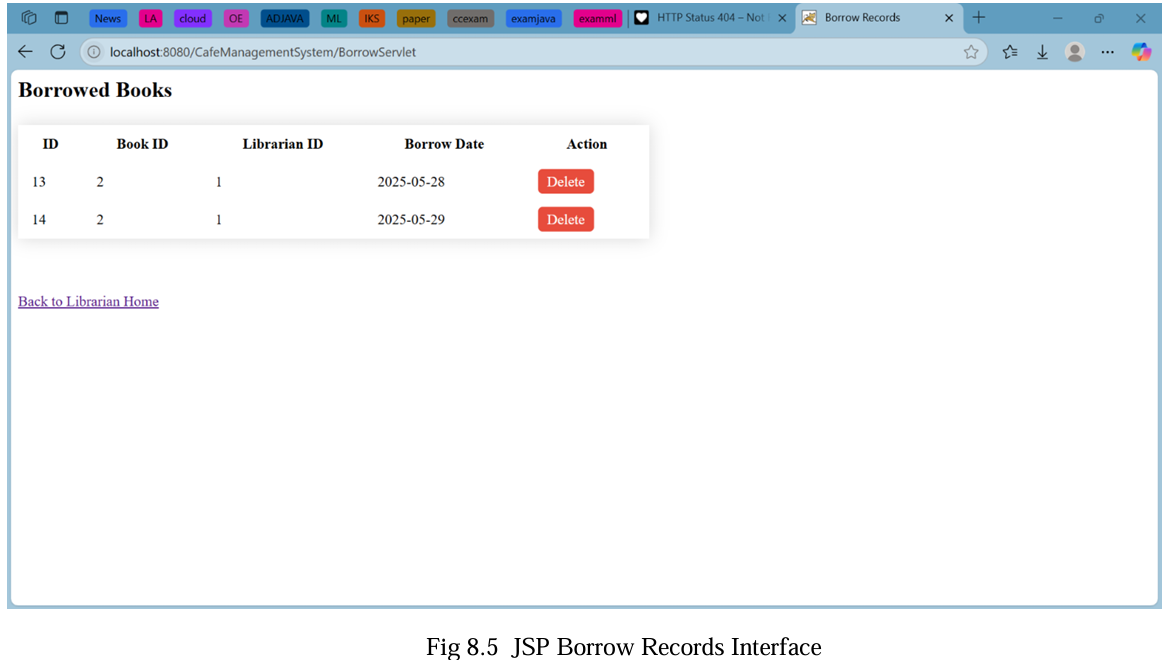 News LA cloud OE ADJAVA ML IKS paper ccexam examjava examml HTTP Status 404 – Not Borrow Records
localhost:8080/CafeManagementSystem/BorrowServlet
Borrowed Books
ID Book ID Librarian ID Borrow Date Action
13 2 1 2025-05-28 Delete
14 2 1 2025-05-29 Delete
Back to Librarian Home
Fig 8.5 JSP Borrow Records Interface